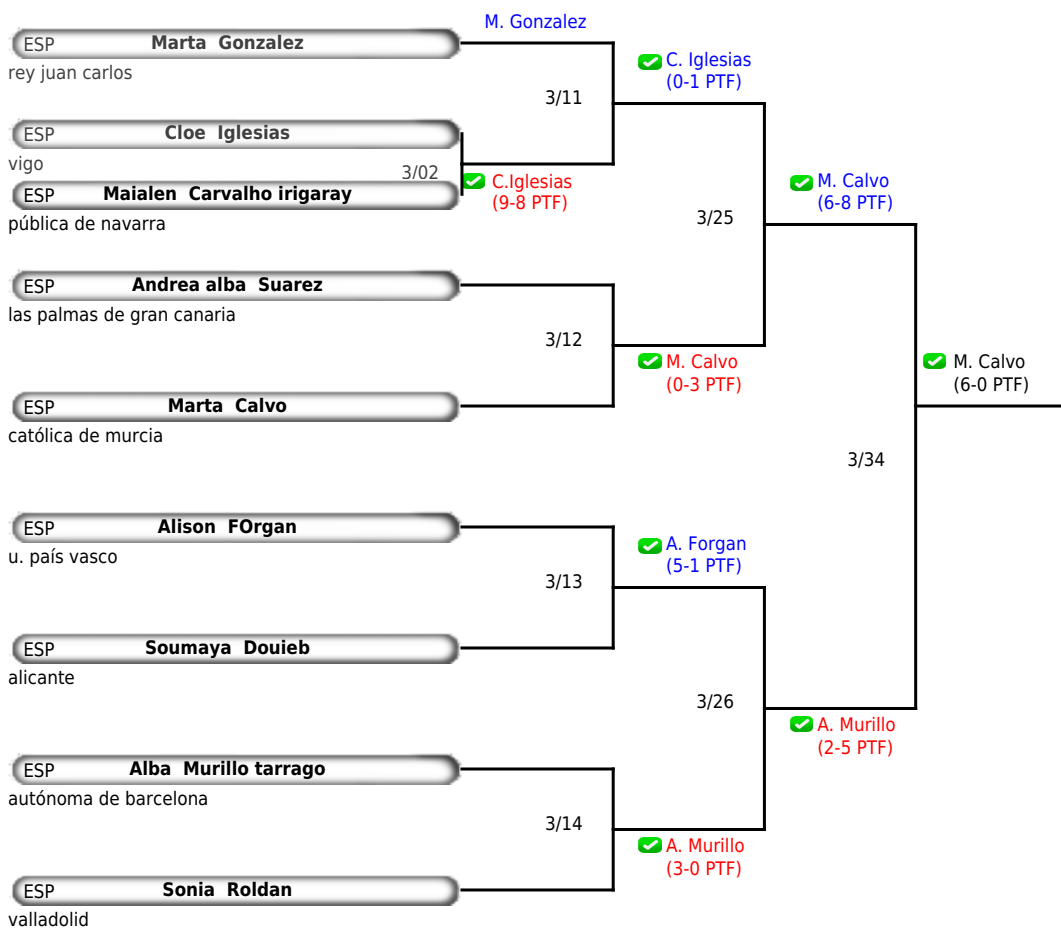 M. Gonzalez
ESP Marta Gonzalez
rey juan carlos
C. Iglesias
(0-1 PTF)
3/11
ESP Cloe Iglesias
vigo
3/02
C.Iglesias
(9-8 PTF)
ESP Maialen Carvalho irigaray
pública de navarra
M. Calvo
(6-8 PTF)
3/25
ESP Andrea alba Suarez
las palmas de gran canaria
3/12
M. Calvo
(0-3 PTF)
M. Calvo
(6-0 PTF)
ESP Marta Calvo
católica de murcia
3/34
ESP Alison FOrgan
u. país vasco
A. Forgan
(5-1 PTF)
3/13
ESP Soumaya Douieb
alicante
3/26
A. Murillo
(2-5 PTF)
ESP Alba Murillo tarrago
autónoma de barcelona
3/14
A. Murillo
(3-0 PTF)
ESP Sonia Roldan
valladolid